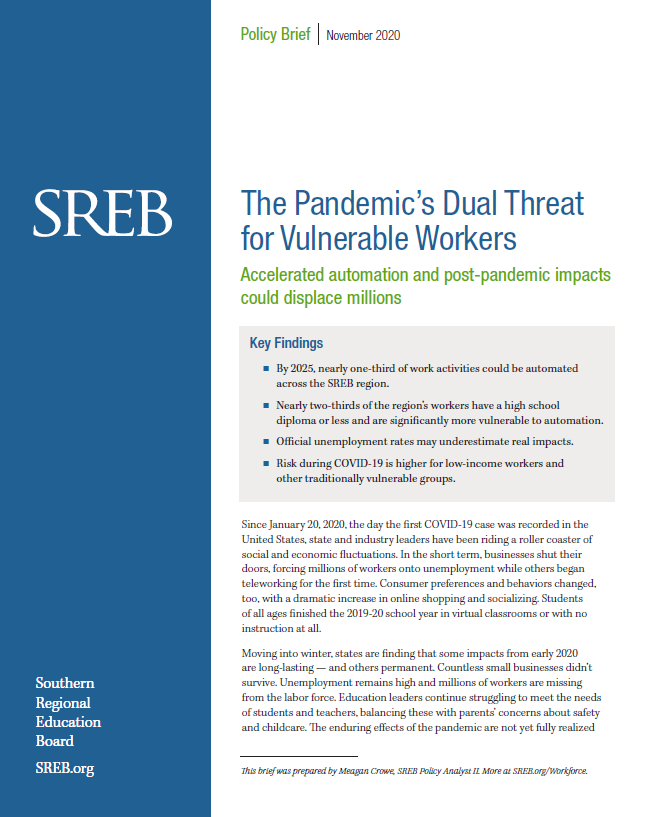 Policy Brief | November 2020
SREB
The Pandemic's Dual Threat
for Vulnerable Workers
Accelerated automation and post-pandemic impacts
could displace millions
Key Findings
■ By 2025, nearly one-third of work activities could be automated
across the SREB region.
■ Nearly two-thirds of the region's workers have a high school
diploma or less and are significantly more vulnerable to automation.
■ Official unemployment rates may underestimate real impacts.
■ Risk during COVID-19 is higher for low-income workers and
other traditionally vulnerable groups.
Since January 20, 2020, the day the first COVID-19 case was recorded in the
United States, state and industry leaders have been riding a roller coaster of
social and economic fluctuations. In the short term, businesses shut their
doors, forcing millions of workers onto unemployment while others began
teleworking for the first time. Consumer preferences and behaviors changed,
too, with a dramatic increase in online shopping and socializing. Students
of all ages finished the 2019-20 school year in virtual classrooms or with no
instruction at all.
Moving into winter, states are finding that some impacts from early 2020
are long-lasting — and others permanent. Countless small businesses didn't
survive. Unemployment remains high and millions of workers are missing
from the labor force. Education leaders continue struggling to meet the needs
of students and teachers, balancing these with parents' concerns about safety
and childcare. The enduring effects of the pandemic are not yet fully realized
Southern
Regional
Education
Board
SREB.org
This brief was prepared by Meagan Crowe, SREB Policy Analyst II. More at SREB.org/Workforce.